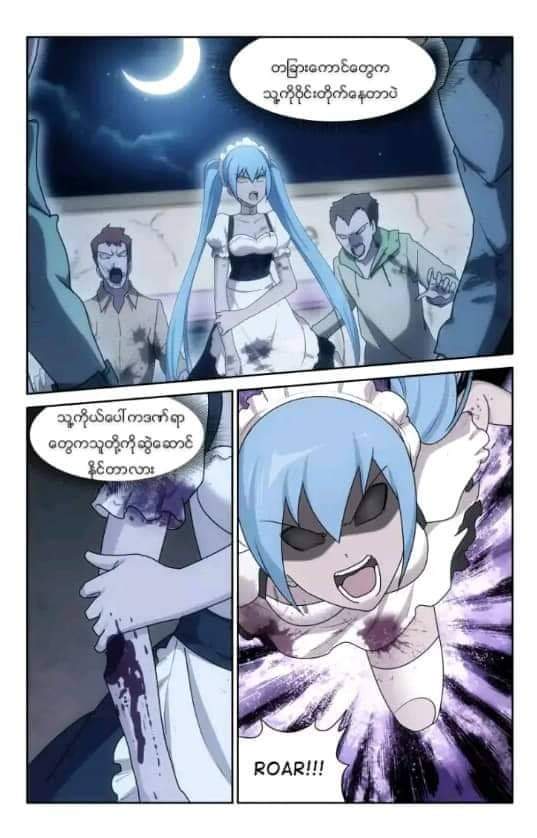 တခြားကောင်တွေက
သူ့ကိုဝိုင်းတိုက်နေတာပဲ
သူ့ကိုယ်ပေါ်ကဒဏ်ရာ
တွေကသူတို့ကိုဆွဲဆောင်
နိုင်တာလား
ROAR!!!